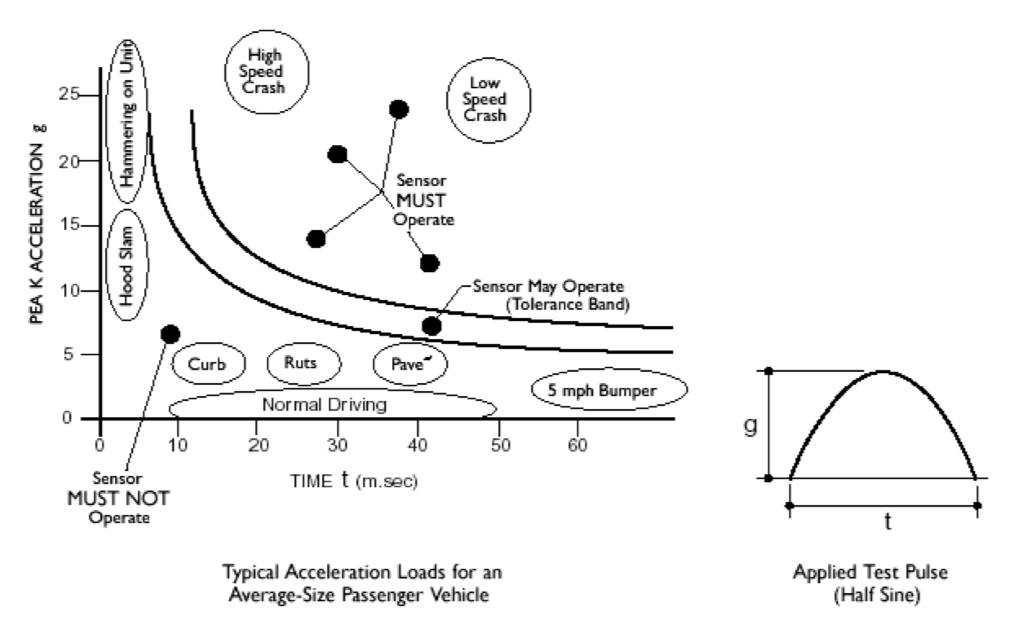 Hammering on Unit
High
Speed
Crash
Low
Speed
Crash
25
20
15
10
5
0
PEA K ACCELERATION g
Hood Slam
Sensor
MUST
Operate
Sensor May Operate
(Tolerance Band)
Curb
Ruts
Pave
5 mph Bumper
Normal Driving
0
10
20
30
40
50
60
TIME t (m.sec)
Sensor
MUST NOT
Operate
g
t
Typical Acceleration Loads for an
Average-Size Passenger Vehicle
Applied Test Pulse
(Half Sine)